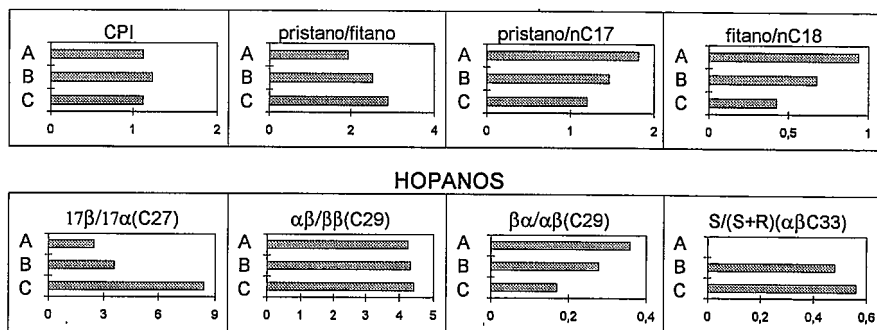 CPI
A
B
C
0 1 2
pristano/fitano
A
B
C
0 2 4
pristano/nC17
A
B
C
0 1 2
fitano/nC18
A
B
C
0 0,5 1
HOPANOS
17β/17α(C27)
A
B
C
0 3 6 9
αβ/ββ(C29)
A
B
C
0 1 2 3 4 5
βα/αβ(C29)
A
B
C
0 0,2 0,4
S/(S+R)(αβC33)
A
B
C
0 0,2 0,4 0,6